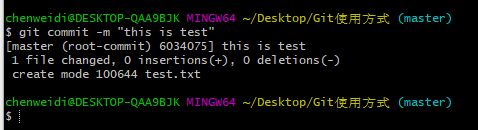 chenweidi@DESKTOP-QAA9BJK MINGW64 ~/Desktop/Git使用方式 (master)
$ git commit -m "this is test"
[master (root-commit) 6034075] this is test
 1 file changed, 0 insertions(+), 0 deletions(-)
 create mode 100644 test.txt

chenweidi@DESKTOP-QAA9BJK MINGW64 ~/Desktop/Git使用方式 (master)
$